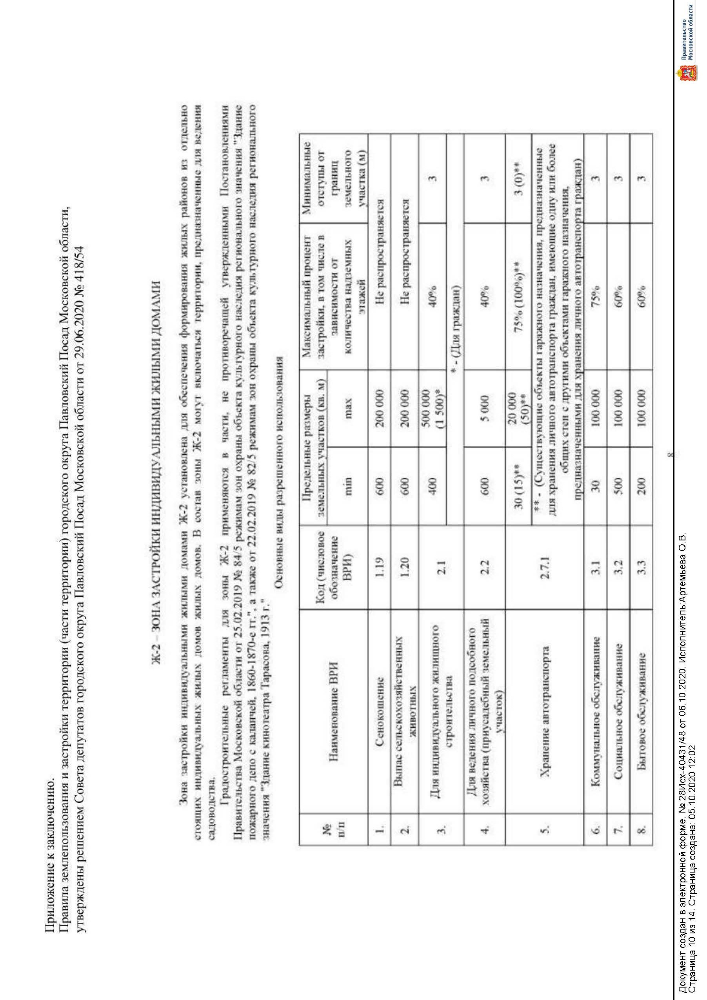 Приложение к заключению.
Правила землепользования и застройки территории (части территории) городского округа Павловский Посад Московской области,
утверждены решением Совета депутатов городского округа Павловский Посад Московской области от 29.06.2020 № 418/54
Ж-2 – ЗОНА ЗАСТРОЙКИ ИНДИВИДУАЛЬНЫМИ ЖИЛЫМИ ДОМАМИ
Зона застройки индивидуальными жилыми домами Ж-2 установлена для обеспечения формирования жилых районов из отдельно
стоящих индивидуальных жилых домов жилых домов. В состав зоны Ж-2 могут включаться территории, предназначенные для ведения
садоводства.
Градостроительные регламенты для зоны Ж-2 применяются в части, не противоречащей утвержденными Постановлениями
Правительства Московской области от 25.02.2019 № 84/5 режимам зон охраны объекта культурного наследия регионального значения "Здание
пожарного депо с каланчей, 1860-1870-е гг.", а также от 22.02.2019 № 82/5 режимам зон охраны объекта культурного наследия регионального
значения "Здание кинотеатра Тарасова, 1913 г."
Основные виды разрешенного использования
№
п/п
Наименование ВРИ
Код (числовое
обозначение
ВРИ)
Предельные размеры
земельных участков (кв. м)
min
max
Максимальный процент
застройки, в том числе в
зависимости от
количества надземных
этажей
Минимальные
отступы от
границ
земельного
участка (м)
1.
Сенокошение
1.19
600
200 000
Не распространяется
2.
Выпас сельскохозяйственных
животных
1.20
600
200 000
Не распространяется
3.
Для индивидуального жилищного
строительства
2.1
400
500 000
(1 500)*
40%
3
* - (Для граждан)
4.
Для ведения личного подсобного
хозяйства (приусадебный земельный
участок)
2.2
600
5 000
40%
3
5.
Хранение автотранспорта
2.7.1
30 (15)**
20 000
(50)**
75% (100%)**
3 (0)**
** - (Существующие объекты гаражного назначения, предназначенные
для хранения личного автотранспорта граждан, имеющие одну или более
общих стен с другими объектами гаражного назначения,
предназначенными для хранения личного автотранспорта граждан)
6.
Коммунальное обслуживание
3.1
30
100 000
75%
3
7.
Социальное обслуживание
3.2
500
100 000
60%
3
8.
Бытовое обслуживание
3.3
200
100 000
60%
3
8
Документ создан в электронной форме. № 28Исх-40431/48 от 06.10.2020. Исполнитель:Артемьева О.В.
Страница 10 из 14. Страница создана: 05.10.2020 12:02
Правительство
Московской области